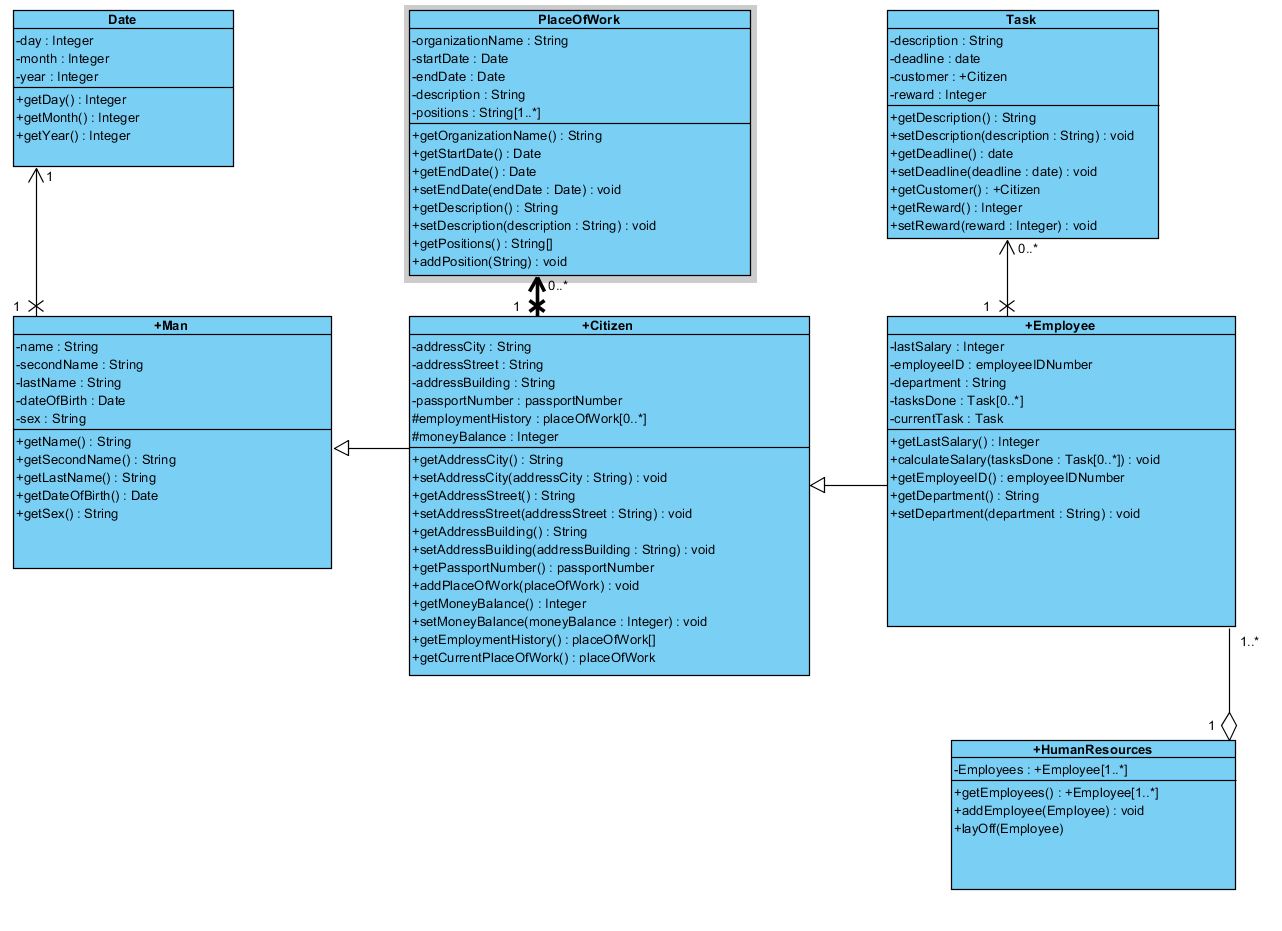 Date
-day : Integer
-month : Integer
-year : Integer
+getDay() : Integer
+getMonth() : Integer
+getYear() : Integer
1
1
PlaceOfWork
-organizationName : String
-startDate : Date
-endDate : Date
-description : String
-positions : String[1..*]
+getOrganizationName() : String
+getStartDate() : Date
+getEndDate() : Date
+setEndDate(endDate : Date) : void
+getDescription() : String
+setDescription(description : String) : void
+getPositions() : String[]
+addPosition(String) : void
0..*
1
Task
-description : String
-deadline : date
-customer : +Citizen
-reward : Integer
+getDescription() : String
+setDescription(description : String) : void
+getDeadline() : date
+setDeadline(deadline : date) : void
+getCustomer() : +Citizen
+getReward() : Integer
+setReward(reward : Integer) : void
0..*
1
+Man
-name : String
-secondName : String
-lastName : String
-dateOfBirth : Date
-sex : String
+getName() : String
+getSecondName() : String
+getLastName() : String
+getDateOfBirth() : Date
+getSex() : String
+Citizen
-addressCity : String
-addressStreet : String
-addressBuilding : String
-passportNumber : passportNumber
#employmentHistory : placeOfWork[0..*]
#moneyBalance : Integer
+getAddressCity() : String
+setAddressCity(addressCity : String) : void
+getAddressStreet() : String
+setAddressStreet(addressStreet : String) : void
+getAddressBuilding() : String
+setAddressBuilding(addressBuilding : String) : void
+getPassportNumber() : passportNumber
+addPlaceOfWork(placeOfWork) : void
+getMoneyBalance() : Integer
+setMoneyBalance(moneyBalance : Integer) : void
+getEmploymentHistory() : placeOfWork[]
+getCurrentPlaceOfWork() : placeOfWork
+Employee
-lastSalary : Integer
-employeeID : employeeIDNumber
-department : String
-tasksDone : Task[0..*]
-currentTask : Task
+getLastSalary() : Integer
+calculateSalary(tasksDone : Task[0..*]) : void
+getEmployeeID() : employeeIDNumber
+getDepartment() : String
+setDepartment(department : String) : void
1..*
1
+HumanResources
-Employees : +Employee[1..*]
+getEmployees() : +Employee[1..*]
+addEmployee(Employee) : void
+layOff(Employee)